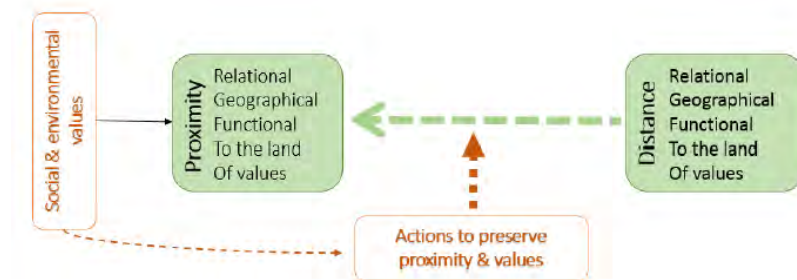 Social & environmental
values
Proximity
Relational
Geographical
Functional
To the land
Of values
Distance
Relational
Geographical
Functional
To the land
Of values
Actions to preserve
proximity & values